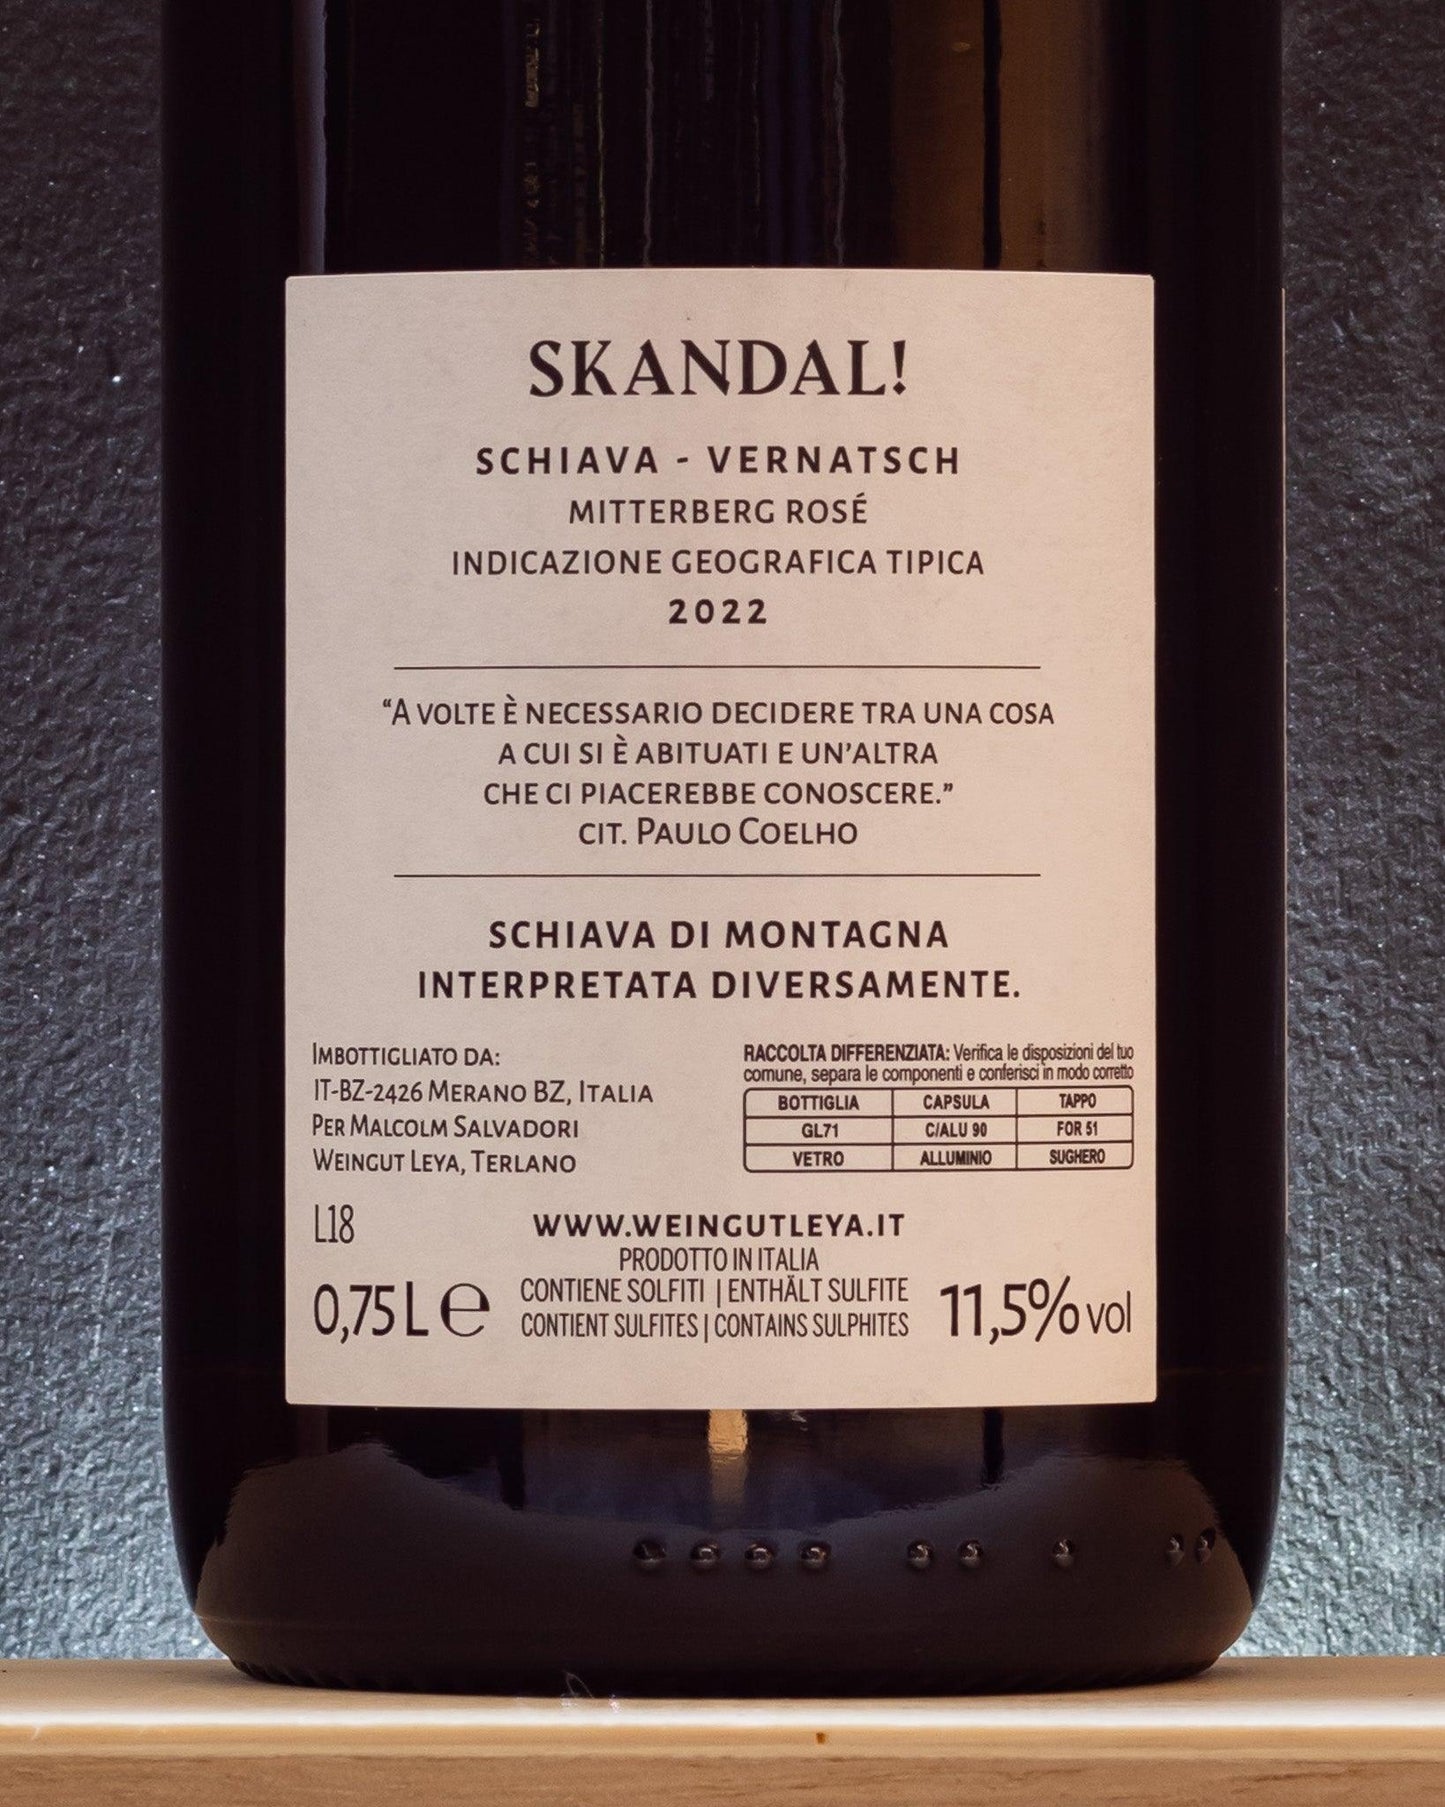 SKANDAL!
SCHIAVA - VERNATSCH
MITTERBERG ROSÉ
INDICAZIONE GEOGRAFICA TIPICA
2022
“A VOLTE È NECESSARIO DECIDERE TRA UNA COSA
A CUI SI È ABITUATI E UN’ALTRA
CHE CI PIACEREBBE CONOSCERE.”
CIT. PAULO COELHO
SCHIAVA DI MONTAGNA
INTERPRETATA DIVERSAMENTE.
IMBOTTIGLIATO DA:
IT-BZ-2426 MERANO BZ, ITALIA
PER MALCOLM SALVADORI
WEINGUT LEYA, TERLANO
RACCOLTA DIFFERENZIATA: Verifica le disposizioni del tuo
comune, separa le componenti e conferisci in modo corretto
BOTTIGLIA CAPSULA TAPPO
GL71 C/ALU 90 FOR 51
VETRO ALLUMINIO SUGHERO
L18
WWW.WEINGUTLEYA.IT
PRODOTTO IN ITALIA
CONTIENE SOLFITI | ENTHÄLT SULFITE
CONTIENT SULFITES | CONTAINS SULPHITES
0,75 L ℮
11,5% vol